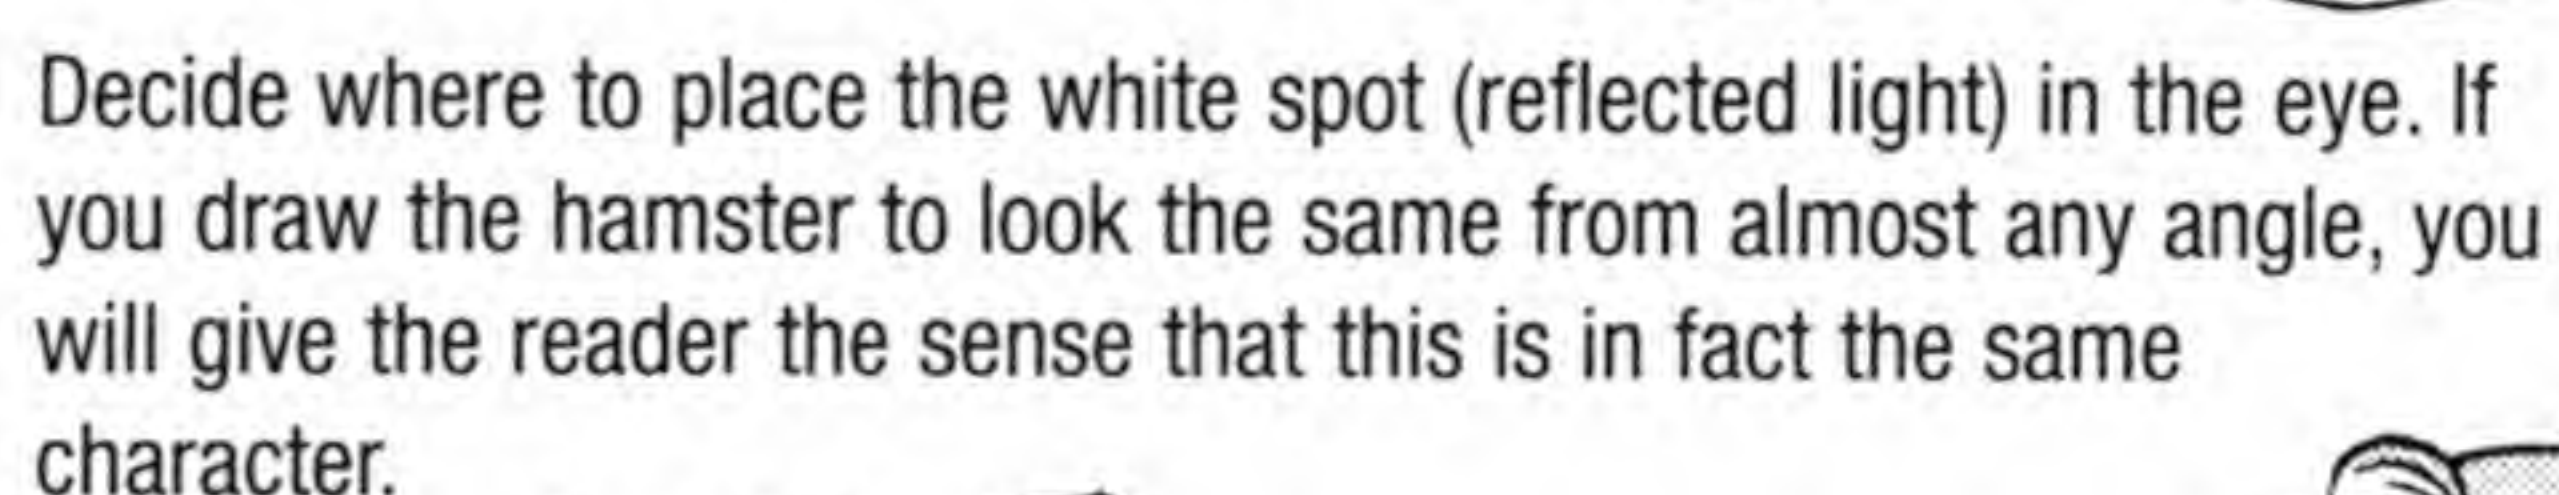 Decide where to place the white spot (reflected light) in the eye. If
you draw the hamster to look the same from almost any angle, you
will give the reader the sense that this is in fact the same
character.